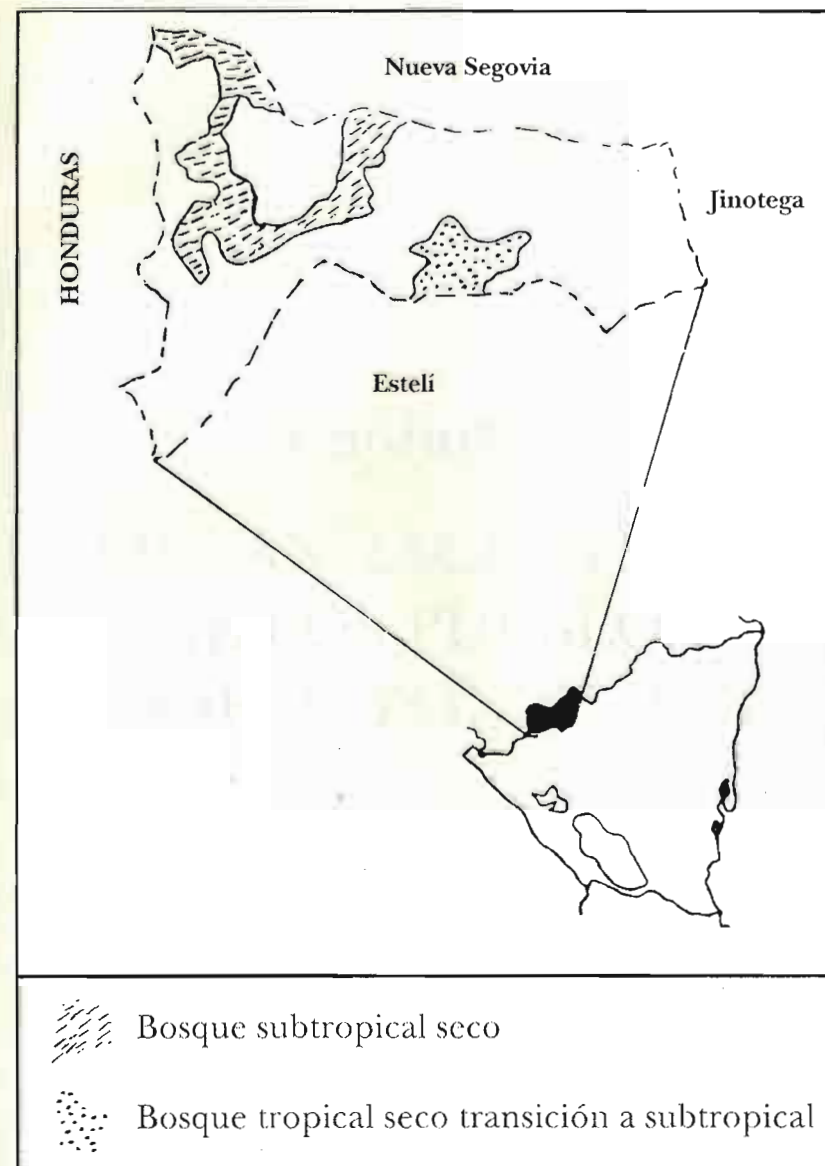 Nueva Segovia
HONDURAS
Jinotega
Estelí
Bosque subtropical seco
Bosque tropical seco transición a subtropical